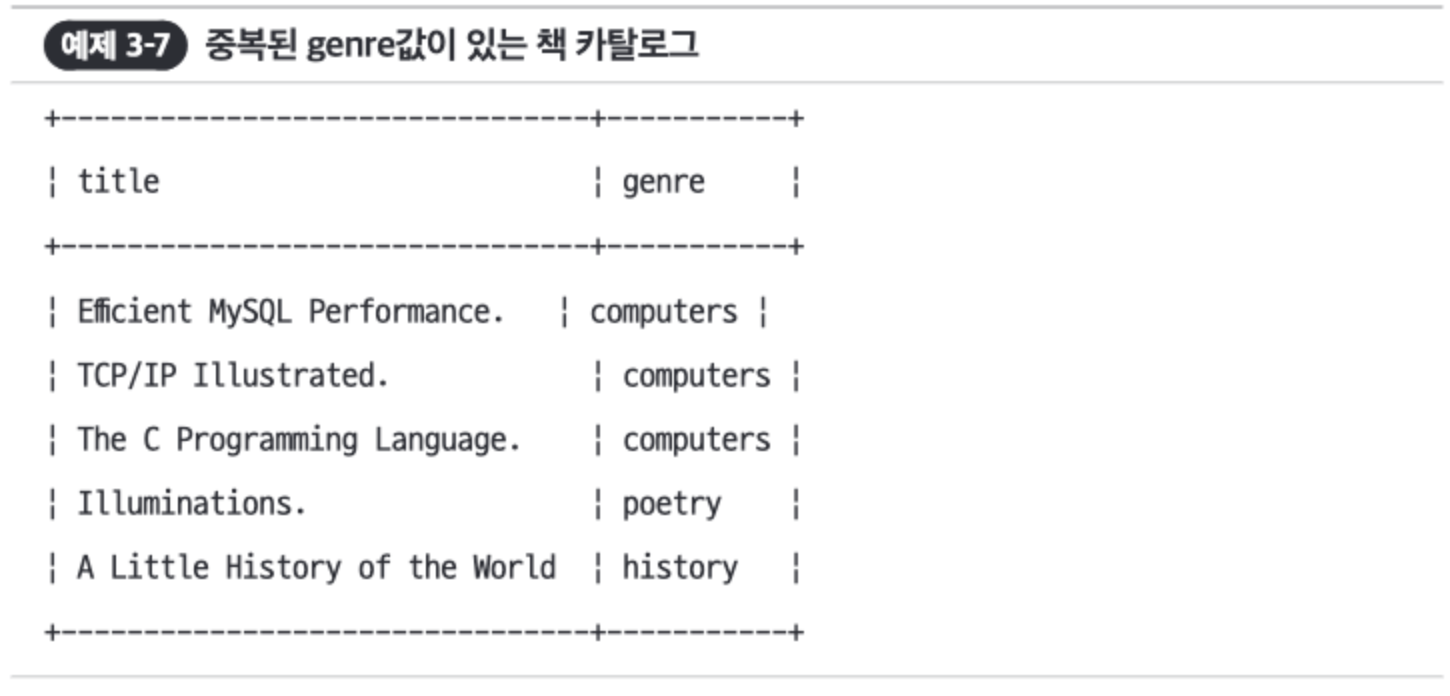 예제 3-7 중복된 genre값이 있는 책 카탈로그
+--------------------------------+-----------+
¦ title                          ¦ genre     ¦
+--------------------------------+-----------+
¦ Efficient MySQL Performance.   ¦ computers ¦
¦ TCP/IP Illustrated.            ¦ computers ¦
¦ The C Programming Language.    ¦ computers ¦
¦ Illuminations.                 ¦ poetry    ¦
¦ A Little History of the World  ¦ history   ¦
+--------------------------------+-----------+